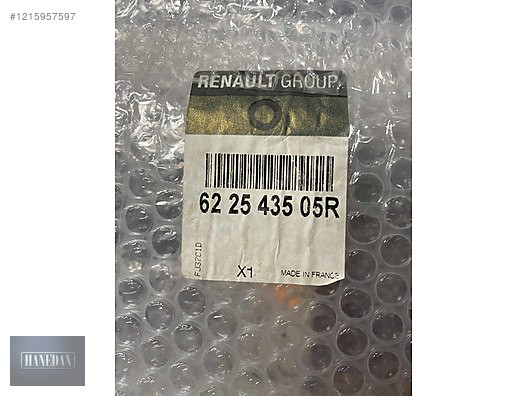 #1215957597
RENAULT GROUP
62 25 435 05R
FJ37C1D
X1
MADE IN FRANCE
HANEDAN